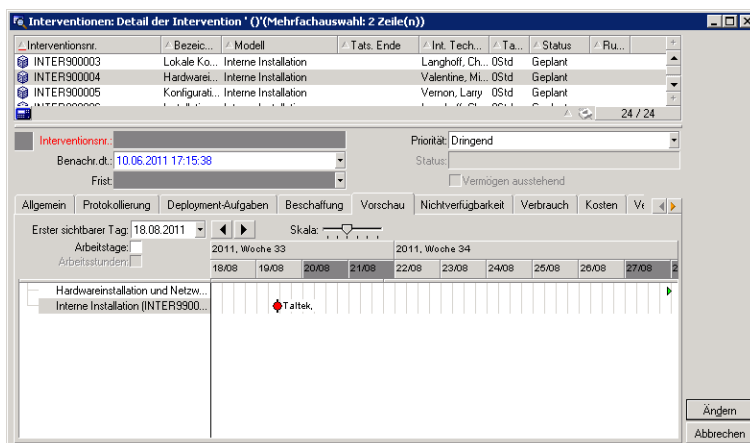 Interventionen: Detail der Intervention ' ()'(Mehrfachauswahl: 2 Zeile(n))
Interventionsnr. Bezeic... Modell Tats. Ende Int. Tech... Ta... Status Ru...
INTER900003 Lokale Ko... Interne Installation Langhoff, Ch... 0Std Geplant
INTER900004 Hardwarei... Interne Installation Valentine, Mi... 0Std Geplant
INTER900005 Konfigurati... Interne Installation Vernon, Larry 0Std Geplant
24 / 24
Interventionsnr.: Priorität: Dringend
Benachr.dt.: 10.06.2011 17:15:38 Status:
Frist: Vermögen ausstehend
Allgemein Protokollierung Deployment-Aufgaben Beschaffung Vorschau Nichtverfügbarkeit Verbrauch Kosten
Erster sichtbarer Tag: 18.08.2011 Skala:
Arbeitstage: 2011, Woche 33 2011, Woche 34
Arbeitsstunden:
18/08 19/08 20/08 21/08 22/08 23/08 24/08 25/08 26/08 27/08 2
Hardwareinstallation und Netzw...
Interne Installation (INTER9900... Taltek,
Ändern
Abbrechen